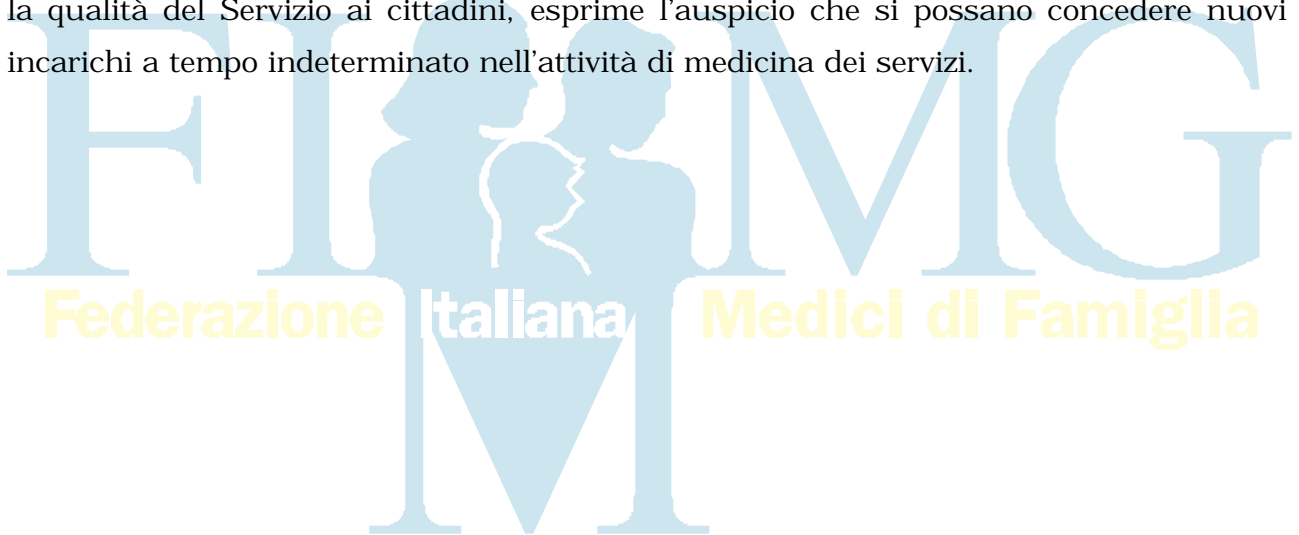 la qualità del Servizio ai cittadini, esprime l'auspicio che si possano concedere nuovi
incarichi a tempo indeterminato nell'attività di medicina dei servizi.
FIMMG
Federazione Italiana Medici di Famiglia